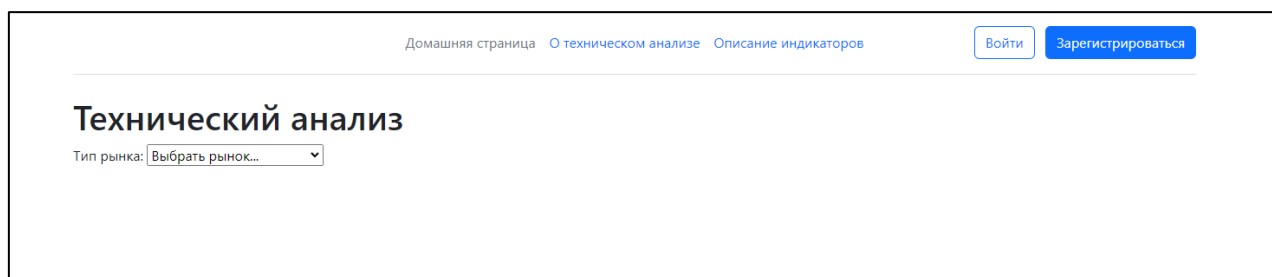 Домашняя страница О техническом анализе Описание индикаторов Войти Зарегистрироваться
Технический анализ
Тип рынка: Выбрать рынок...